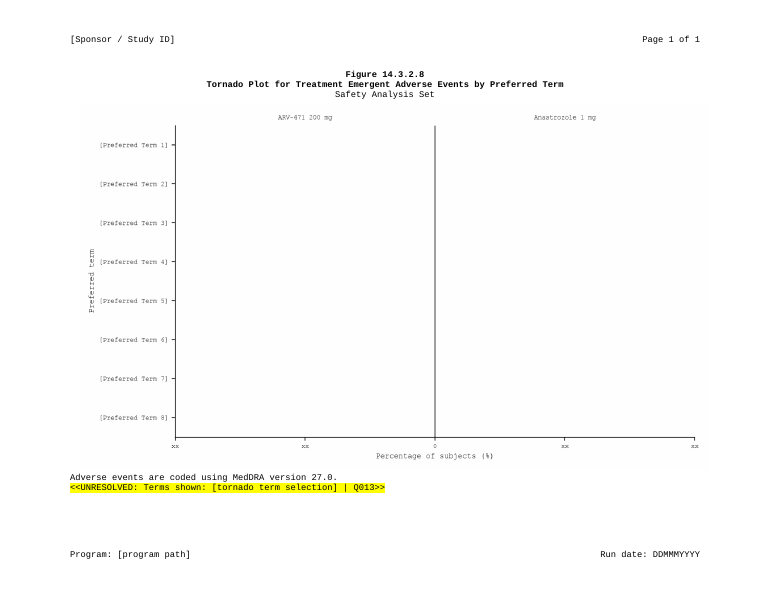 [Sponsor / Study ID] Page 1 of 1
Figure 14.3.2.8
Tornado Plot for Treatment Emergent Adverse Events by Preferred Term
Safety Analysis Set
ARV-471 200 mg Anastrozole 1 mg
[Preferred Term 1]
[Preferred Term 2]
[Preferred Term 3]
[Preferred Term 4]
[Preferred Term 5]
[Preferred Term 6]
[Preferred Term 7]
[Preferred Term 8]
Preferred term
xx xx 0 xx xx
Percentage of subjects (%)
Adverse events are coded using MedDRA version 27.0.
<<UNRESOLVED: Terms shown: [tornado term selection] | Q013>>
Program: [program path] Run date: DDMMMYYYY